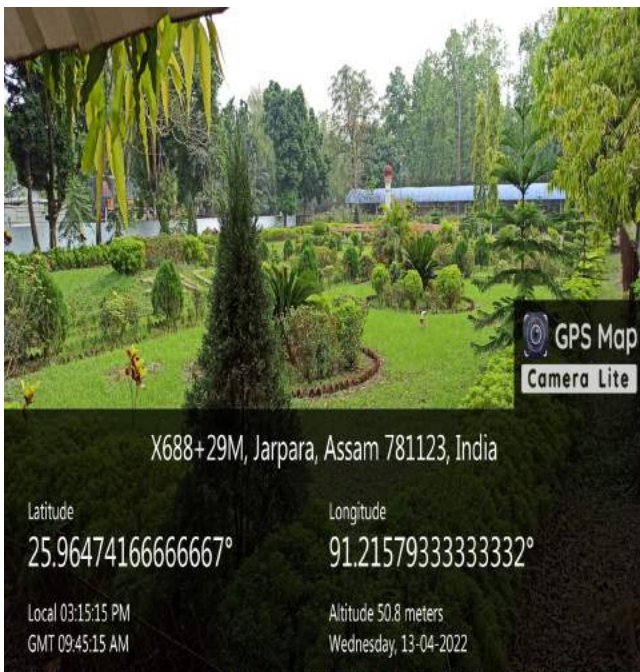 GPS Map
Camera Lite
X688+29M, Jarpara, Assam 781123, India
Latitude
25.96474166666667°
Longitude
91.21579333333332°
Local 03:15:15 PM
GMT 09:45:15 AM
Altitude 50.8 meters
Wednesday, 13-04-2022